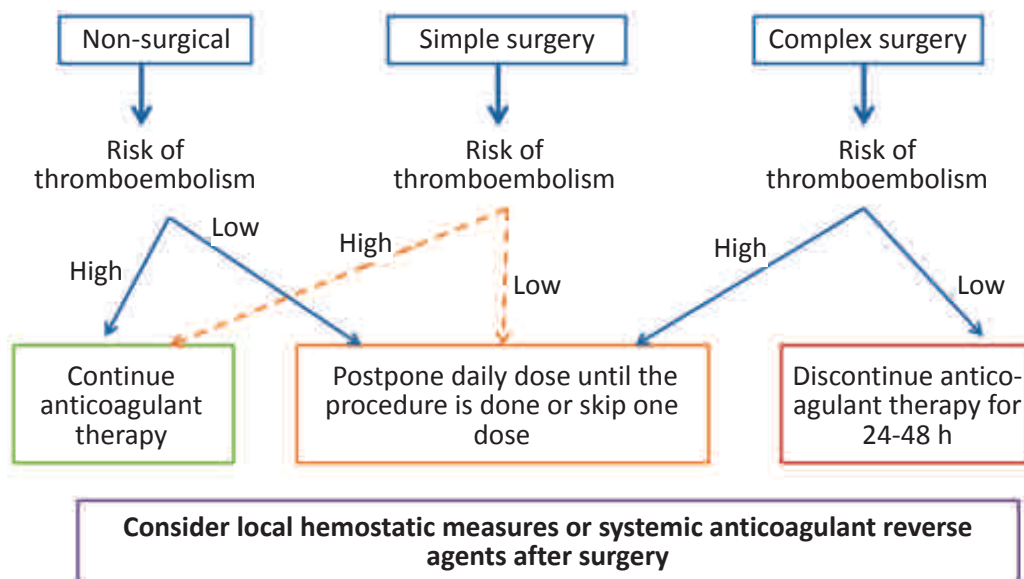 Non-surgical
Simple surgery
Complex surgery
Risk of
thromboembolism
Risk of
thromboembolism
Risk of
thromboembolism
High
Low
High
Low
High
Low
Continue
anticoagulant
therapy
Postpone daily dose until the
procedure is done or skip one
dose
Discontinue antico-
agulant therapy for
24-48 h
Consider local hemostatic measures or systemic anticoagulant reverse
agents after surgery